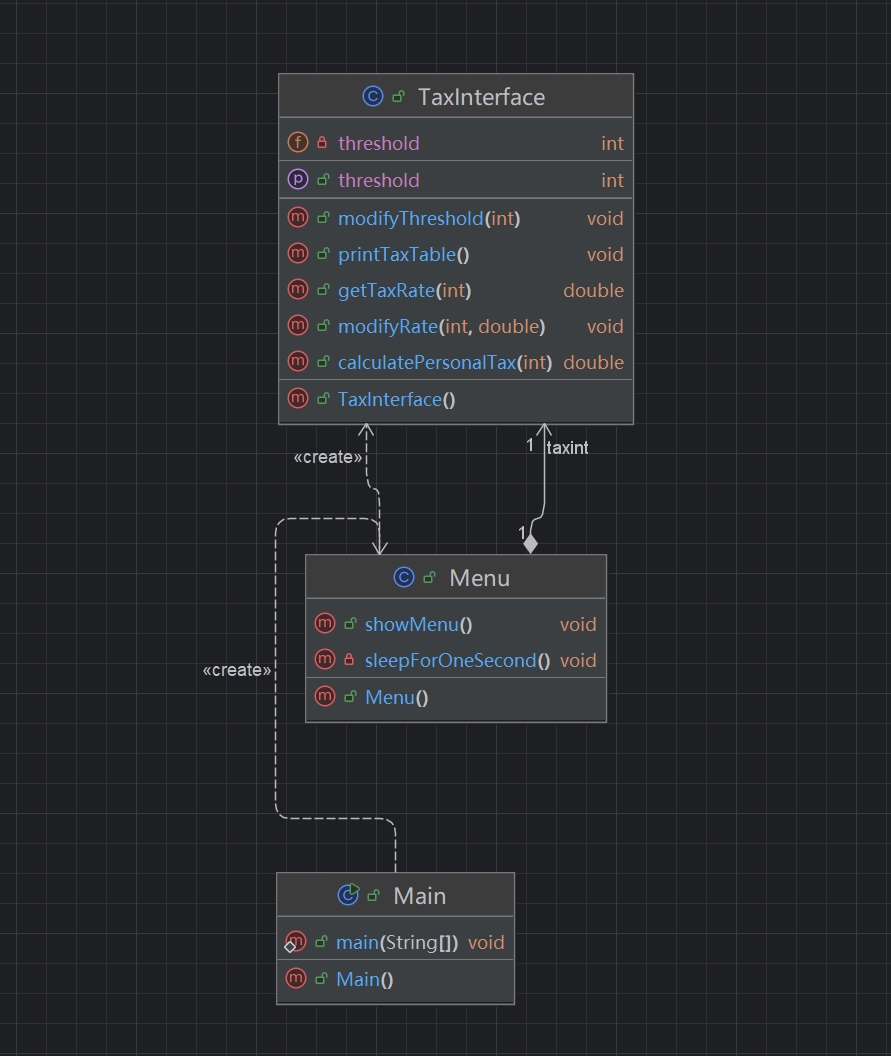 TaxInterface
threshold int
threshold int
modifyThreshold(int) void
printTaxTable() void
getTaxRate(int) double
modifyRate(int, double) void
calculatePersonalTax(int) double
TaxInterface()
«create»
1 taxint
1
Menu
showMenu() void
sleepForOneSecond() void
Menu()
«create»
Main
main(String[]) void
Main()